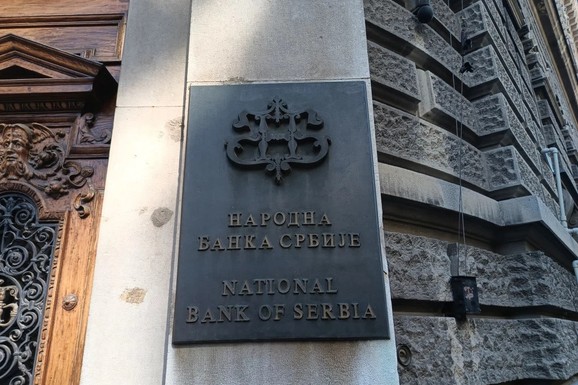 НАРОДНА
БАНКА СРБИЈЕ
NATIONAL
BANK OF SERBIA